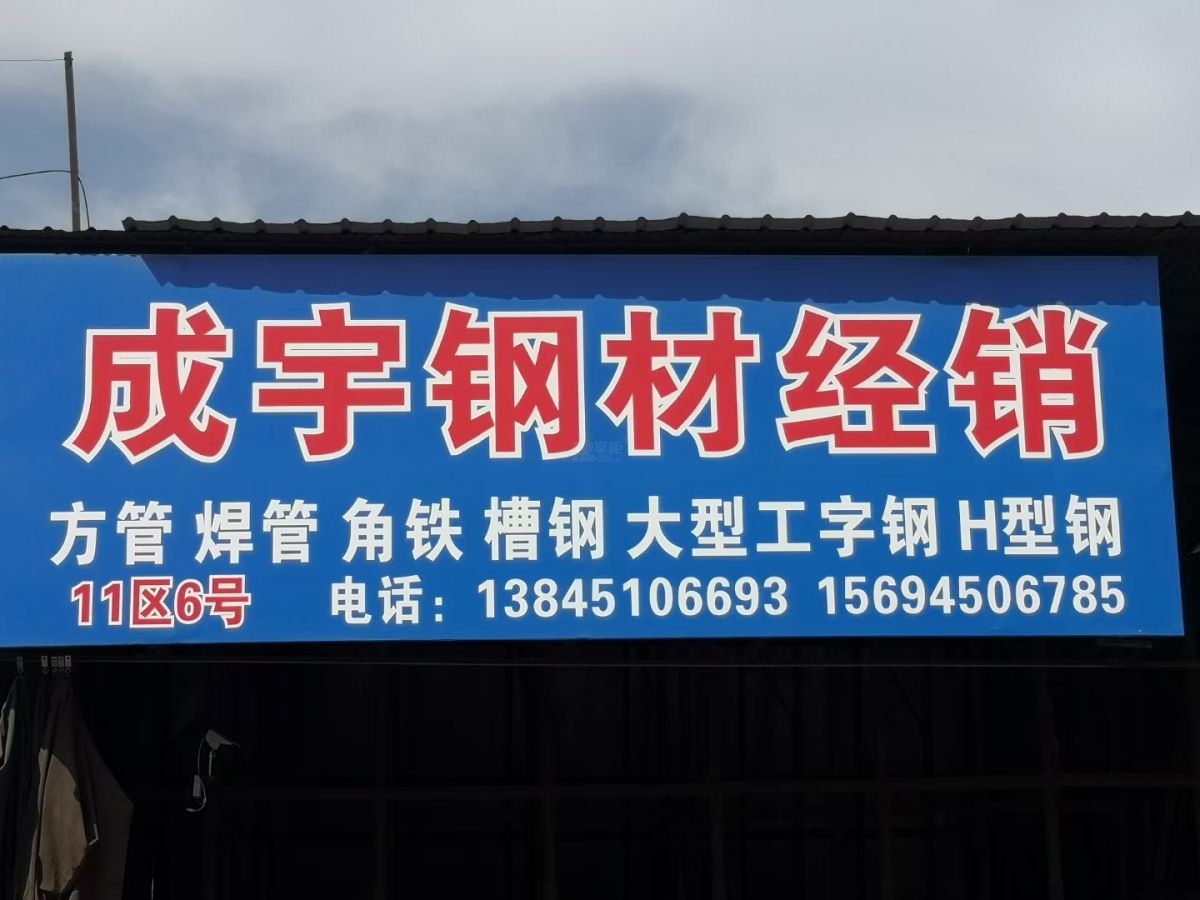 成宇钢材经销
方管 焊管 角铁 槽钢 大型工字钢 H型钢
11区6号 电话：13845106693 15694506785